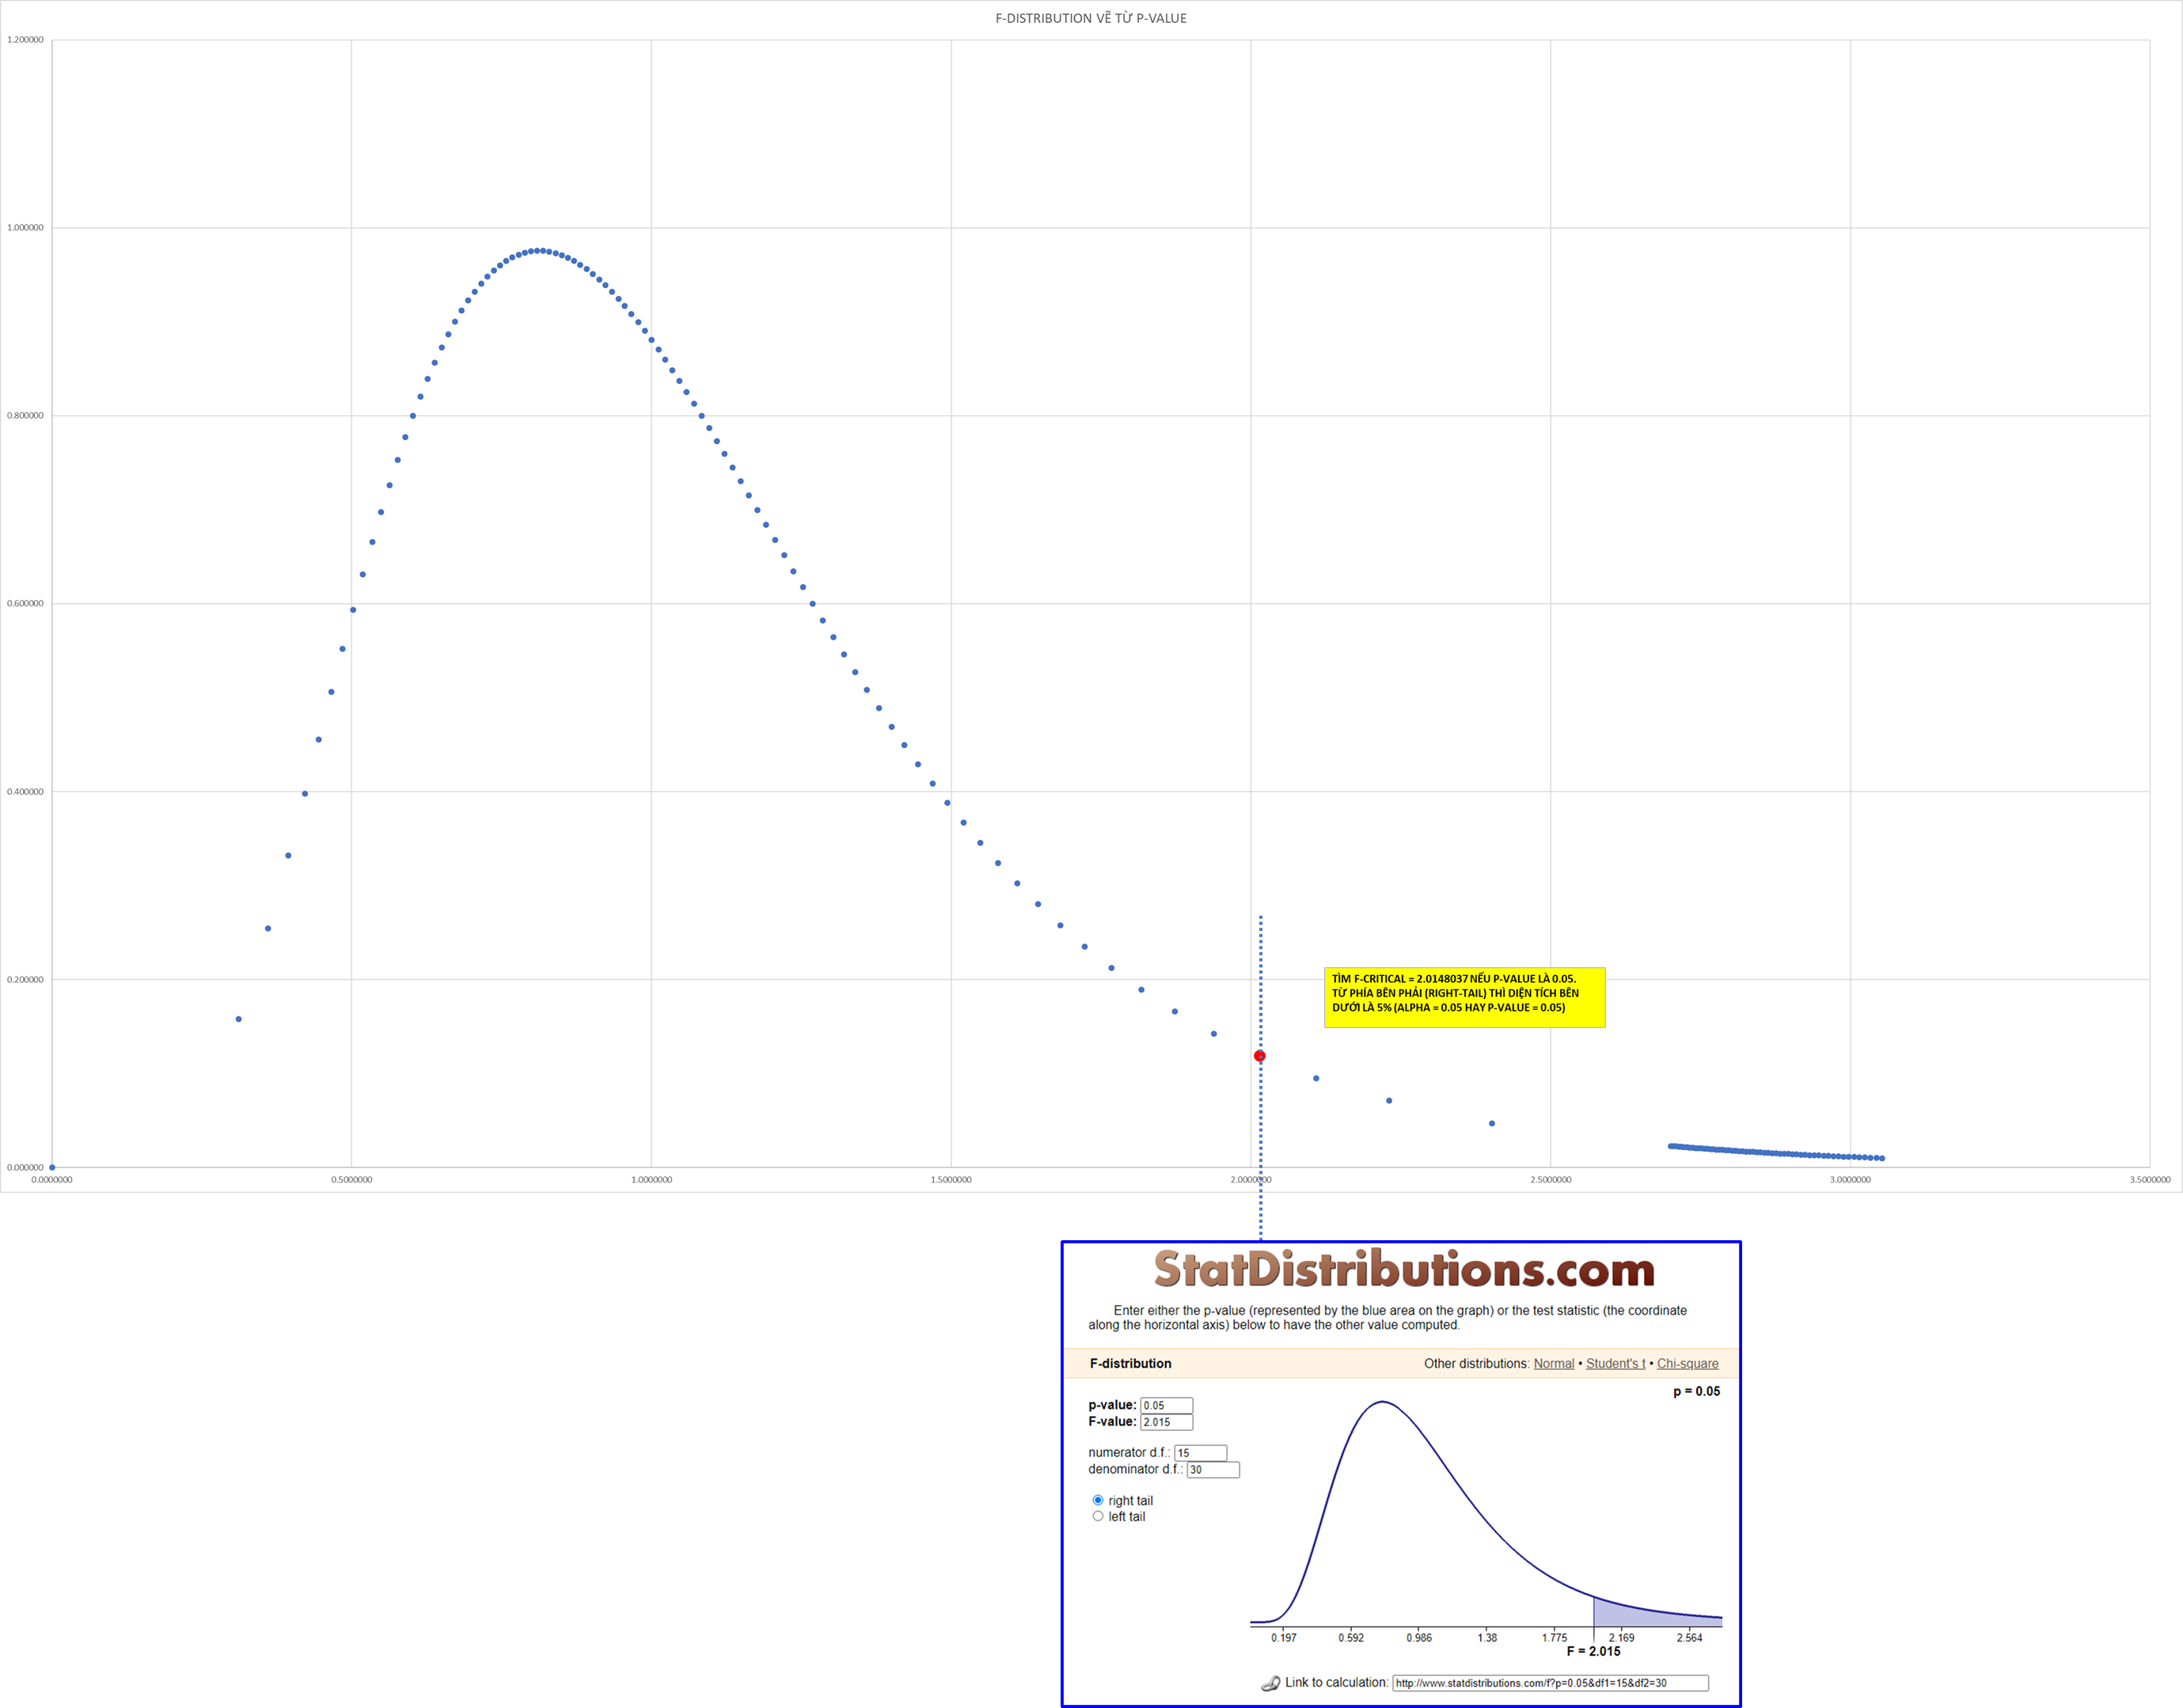 F-DISTRIBUTION VẼ TỪ P-VALUE
1.200000
1.000000
0.800000
0.600000
0.400000
0.200000
0.000000
0.0000000 0.5000000 1.0000000 1.5000000 2.0000000 2.5000000 3.0000000 3.5000000
TÌM F-CRITICAL = 2.0148037 NẾU P-VALUE LÀ 0.05.
TỪ PHÍA BÊN PHẢI (RIGHT-TAIL) THÌ DIỆN TÍCH BÊN
DƯỚI LÀ 5% (ALPHA = 0.05 HAY P-VALUE = 0.05)
StatDistributions.com
Enter either the p-value (represented by the blue area on the graph) or the test statistic (the coordinate
along the horizontal axis) below to have the other value computed.
F-distribution Other distributions: Normal • Student's t • Chi-square
p = 0.05
p-value: 0.05
F-value: 2.015
numerator d.f.: 15
denominator d.f.: 30
right tail
left tail
0.197 0.592 0.986 1.38 1.775 2.169 2.564
F = 2.015
Link to calculation: http://www.statdistributions.com/f?p=0.05&df1=15&df2=30